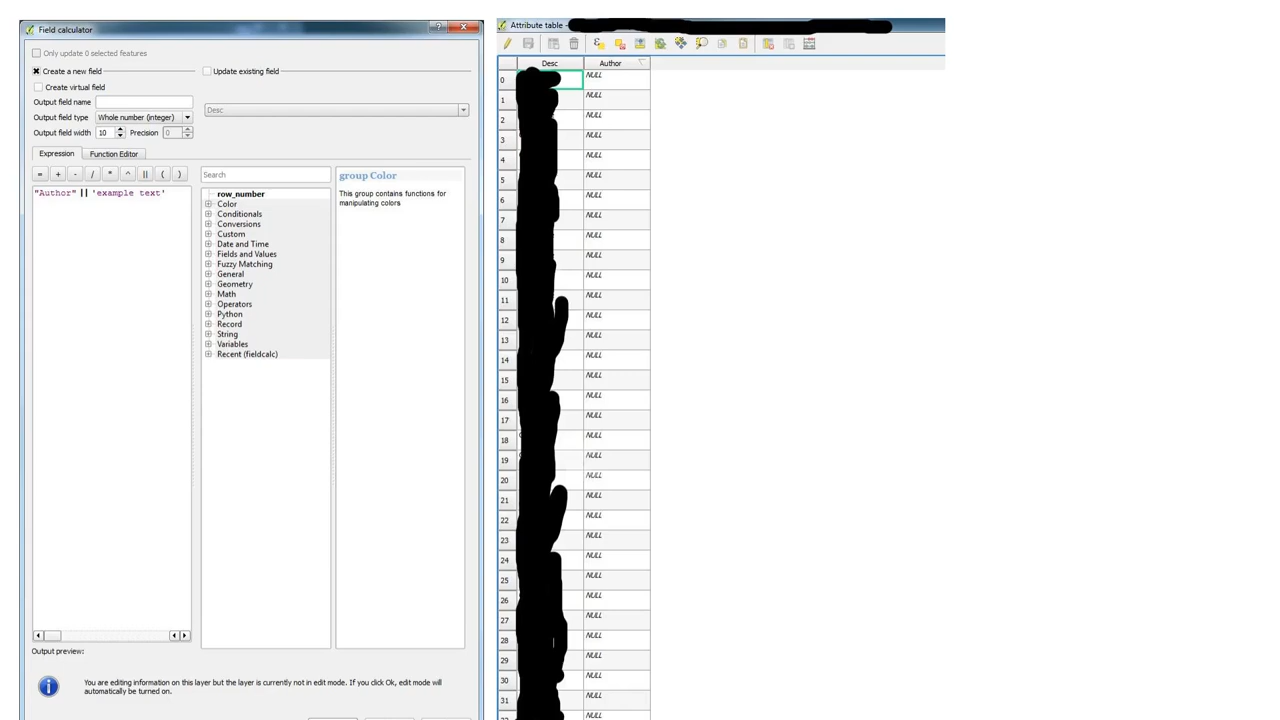 Field calculator
?
Only update 0 selected features
Create a new field
Update existing field
Create virtual field
Output field name
Output field type Whole number (integer)
Output field width 10 Precision 0
Desc
Expression Function Editor
= + - / * ^ || ( )
"Author" || 'example text'
Search
row_number
Color
Conditionals
Conversions
Custom
Date and Time
Fields and Values
Fuzzy Matching
General
Geometry
Math
Operators
Python
Record
String
Variables
Recent (fieldcalc)
group Color
This group contains functions for
manipulating colors
Output preview:
You are editing information on this layer but the layer is currently not in edit mode. If you click Ok, edit mode will
automatically be turned on.
Attribute table -
Desc Author
0 NULL
1 NULL
2 NULL
3 NULL
4 NULL
5 NULL
6 NULL
7 NULL
8 NULL
9 NULL
10 NULL
11 NULL
12 NULL
13 NULL
14 NULL
15 NULL
16 NULL
17 NULL
18 NULL
19 NULL
20 NULL
21 NULL
22 NULL
23 NULL
24 NULL
25 NULL
26 NULL
27 NULL
28 NULL
29 NULL
30 NULL
31 NULL
NULL